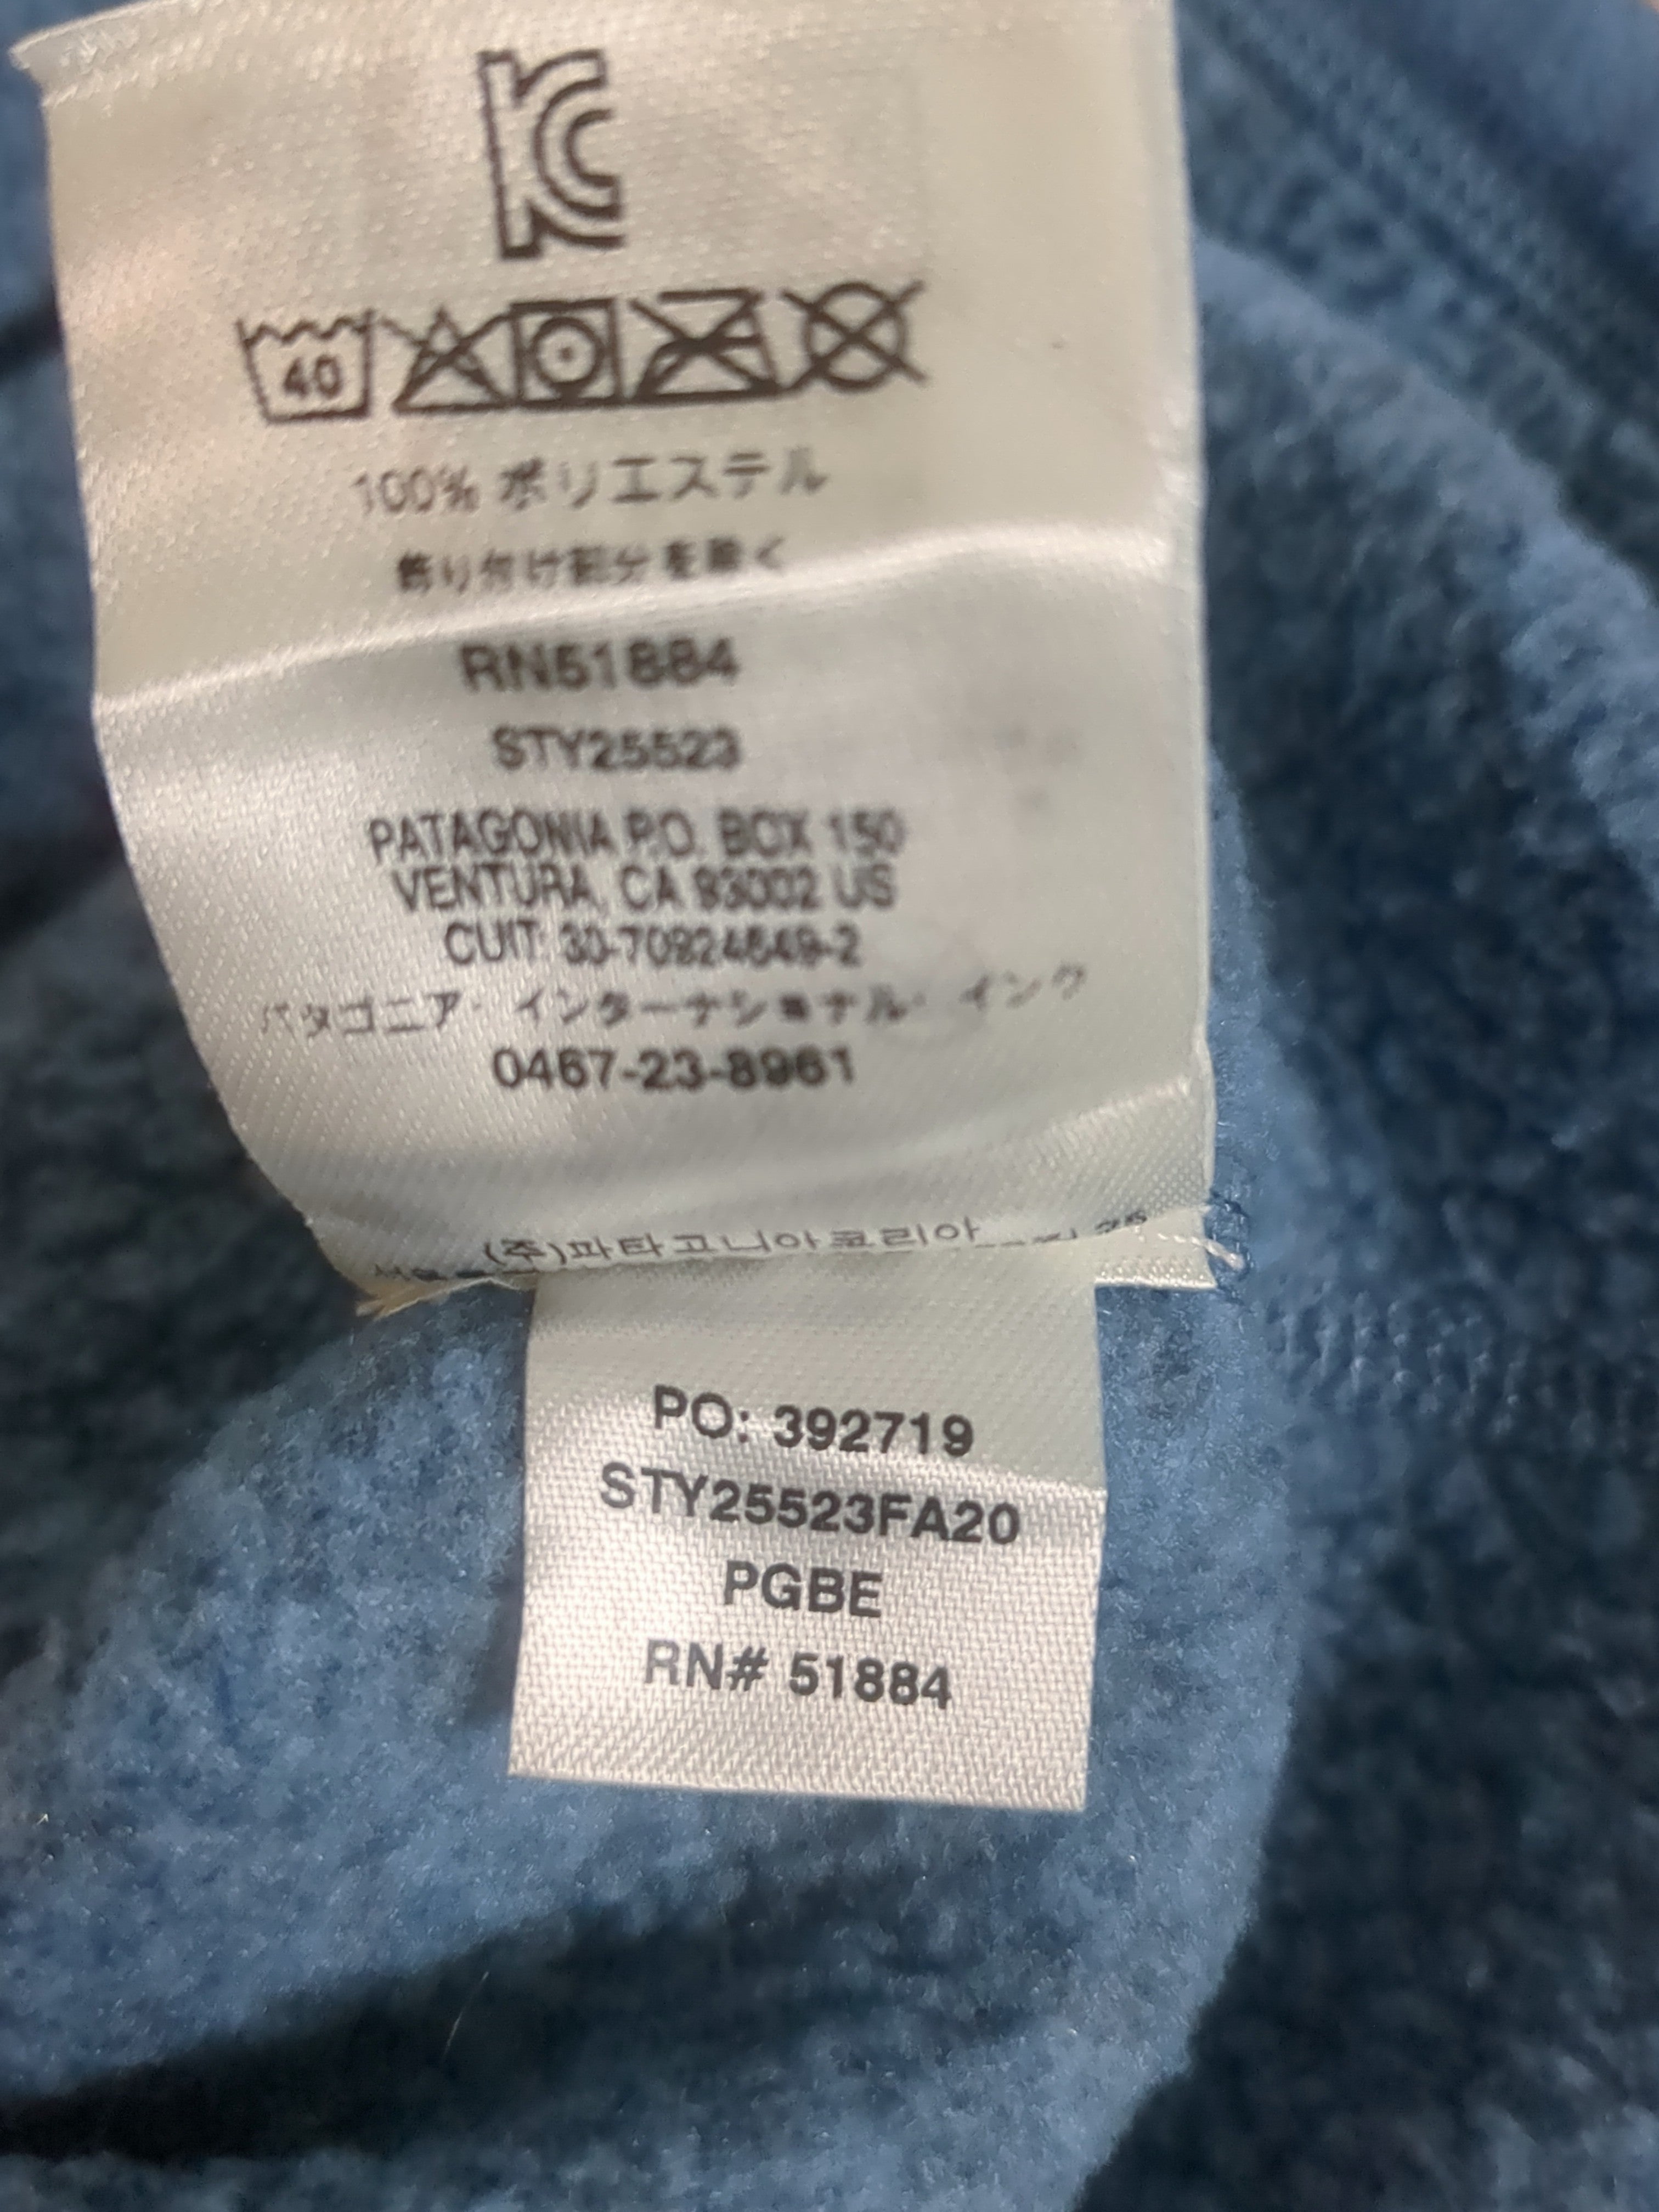 40
100% ポリエステル
飾り付け部分を除く
RN51884
STY25523
PATAGONIA P.O. BOX 150
VENTURA, CA 93002 US
CUIT: 30-70924649-2
パタゴニア・インターナショナル・インク
0467-23-8961
(주)파타고니아코리아
PO: 392719
STY25523FA20
PGBE
RN# 51884